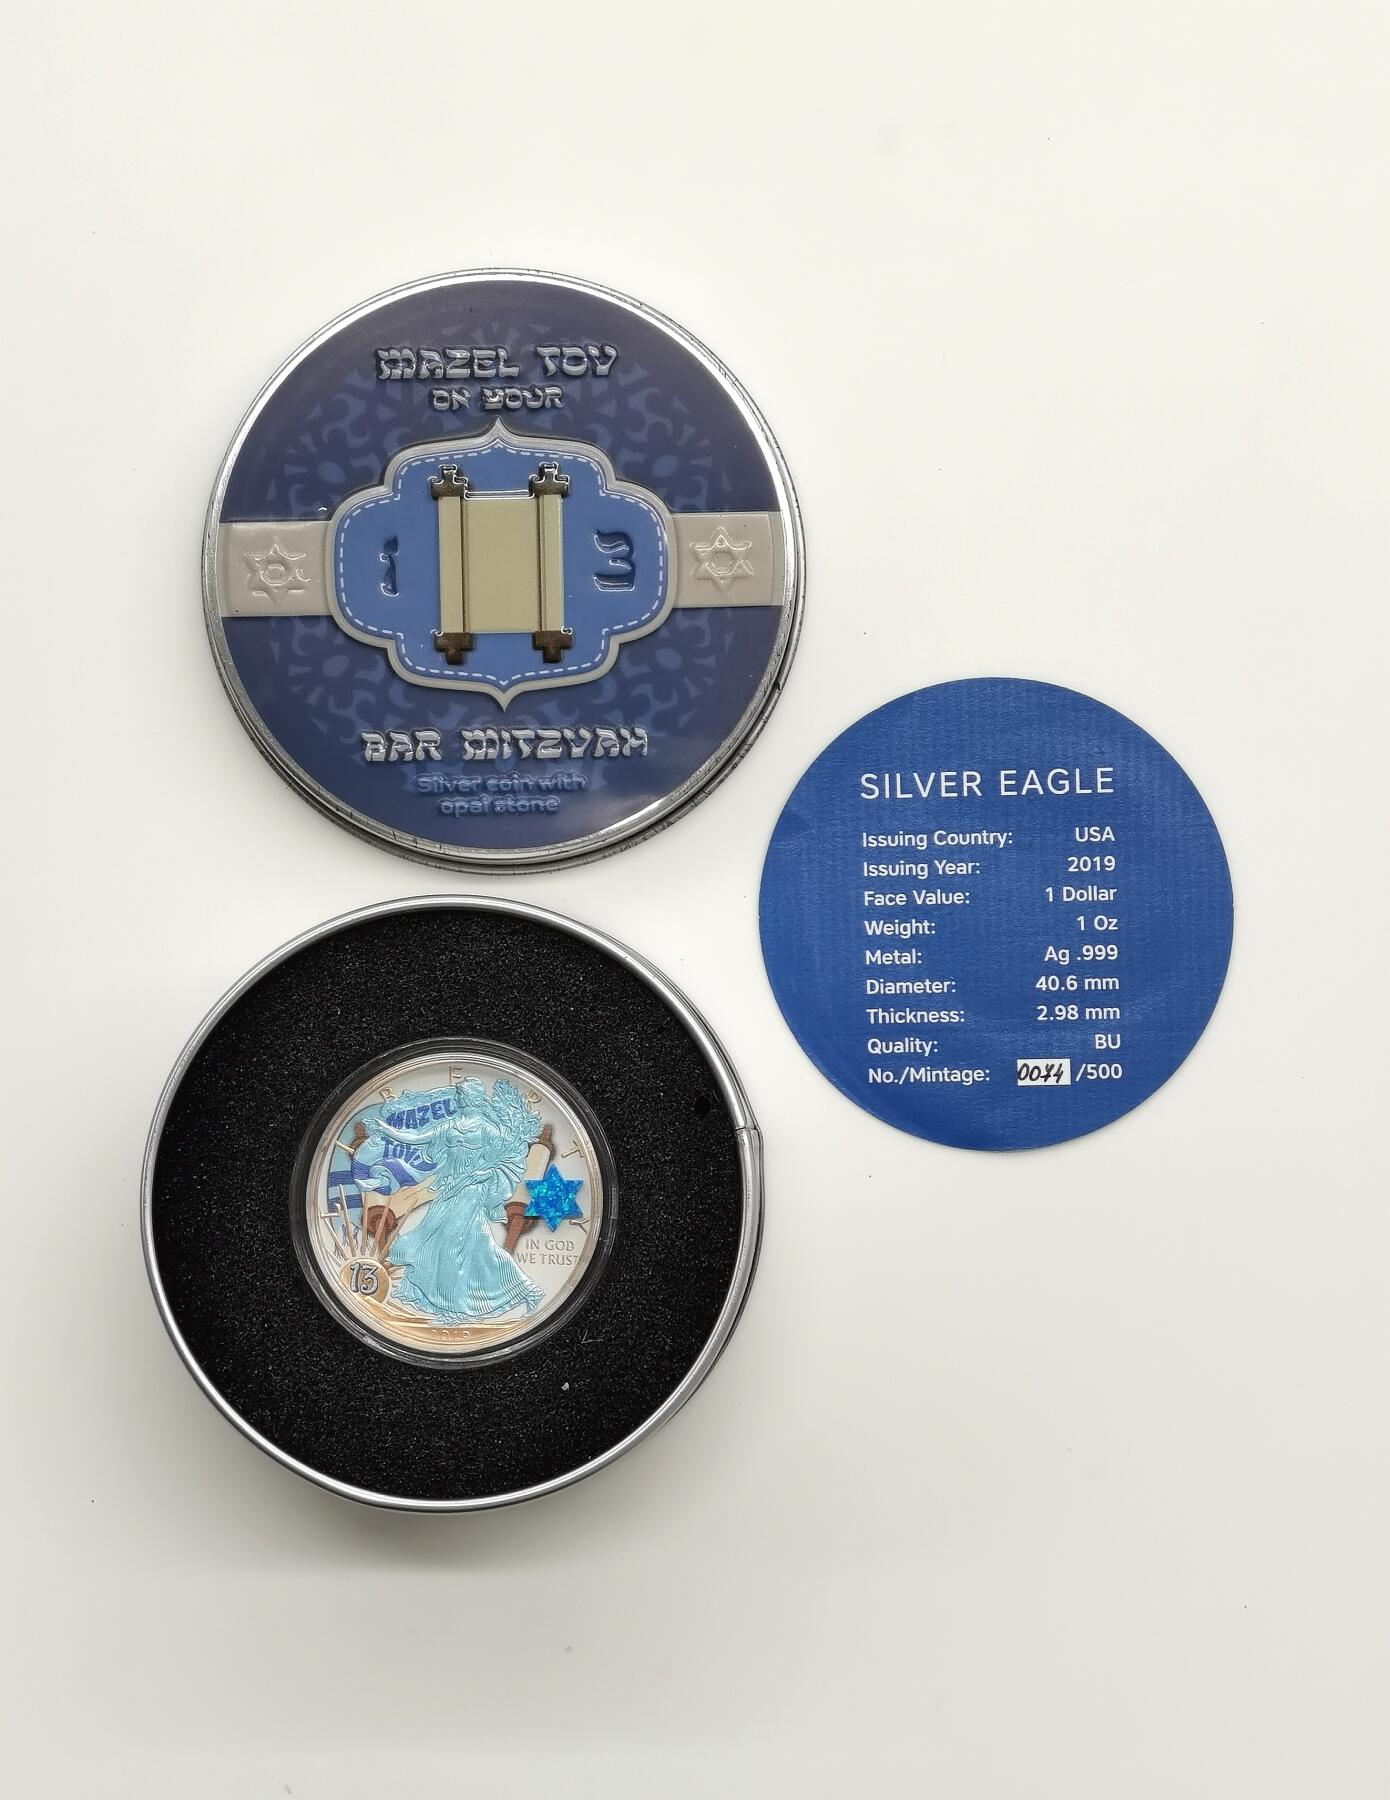 MAZEL TOV
ON YOUR
1 3
BAR MITZVAH
Silver coin with
opal stone
SILVER EAGLE
Issuing Country: USA
Issuing Year: 2019
Face Value: 1 Dollar
Weight: 1 Oz
Metal: Ag .999
Diameter: 40.6 mm
Thickness: 2.98 mm
Quality: BU
No./Mintage: /500
LIBERTY
MAZEL
TOV
IN GOD
WE TRUST
13
2019